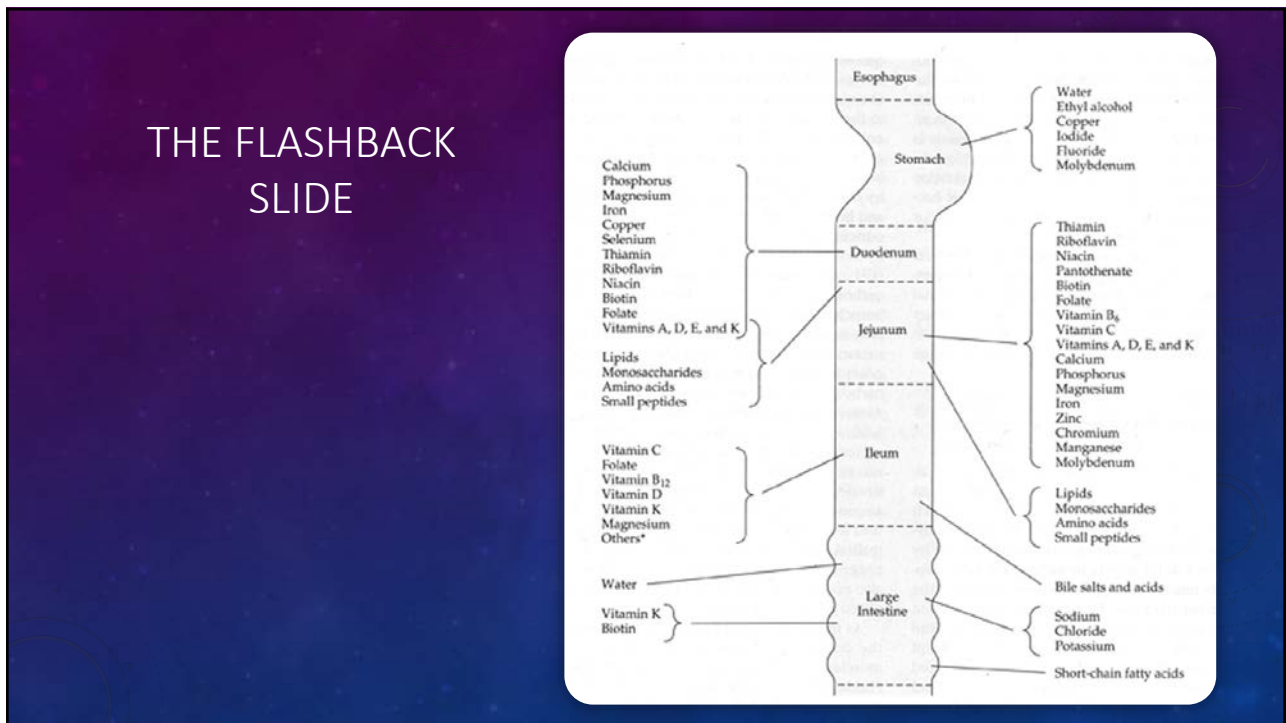 THE FLASHBACK
SLIDE
Esophagus
Stomach
Duodenum
Jejunum
Ileum
Large
Intestine
Calcium
Phosphorus
Magnesium
Iron
Copper
Selenium
Thiamin
Riboflavin
Niacin
Biotin
Folate
Vitamins A, D, E, and K
Lipids
Monosaccharides
Amino acids
Small peptides
Vitamin C
Folate
Vitamin B₁₂
Vitamin D
Vitamin K
Magnesium
Others*
Water
Vitamin K
Biotin
Water
Ethyl alcohol
Copper
Iodide
Fluoride
Molybdenum
Thiamin
Riboflavin
Niacin
Pantothenate
Biotin
Folate
Vitamin B₆
Vitamin C
Vitamins A, D, E, and K
Calcium
Phosphorus
Magnesium
Iron
Zinc
Chromium
Manganese
Molybdenum
Lipids
Monosaccharides
Amino acids
Small peptides
Bile salts and acids
Sodium
Chloride
Potassium
Short-chain fatty acids